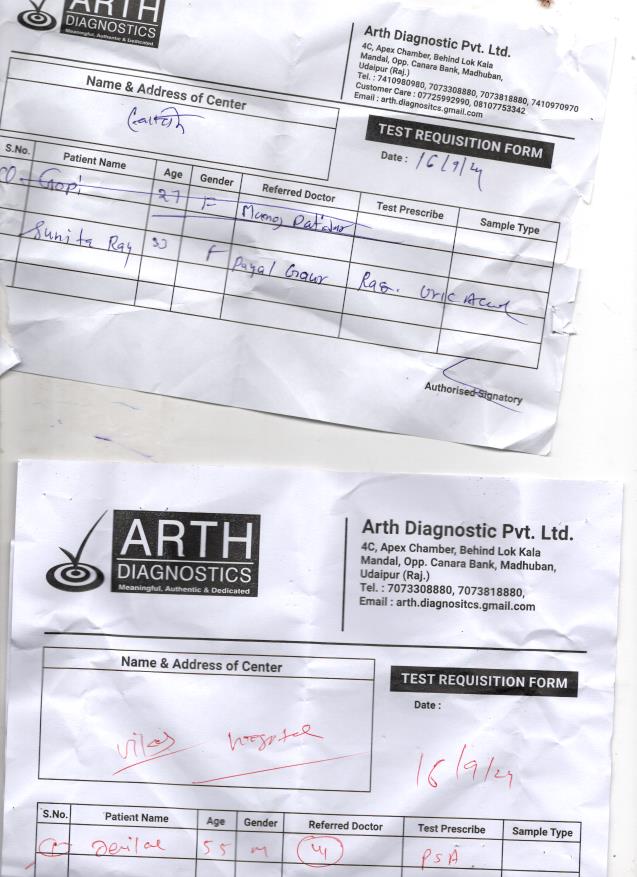 ARTH
DIAGNOSTICS
Meaningful, Authentic & Dedicated
Arth Diagnostic Pvt. Ltd.
4C, Apex Chamber, Behind Lok Kala
Mandal, Opp. Canara Bank, Madhuban,
Udaipur (Raj.)
Tel. : 7410980980, 7073308880, 7073818880, 7410970970
Customer Care : 07725992990, 08107753342
Email : arth.diagnositcs.gmail.com
Name & Address of Center
TEST REQUISITION FORM
Date : 16/9/24
S.No. Patient Name Age Gender Referred Doctor Test Prescribe Sample Type
Gopi 27 F
Sunita Ray 30 F Payal Gaur Uric Acid
Authorised Signatory
ARTH
DIAGNOSTICS
Meaningful, Authentic & Dedicated
Arth Diagnostic Pvt. Ltd.
4C, Apex Chamber, Behind Lok Kala
Mandal, Opp. Canara Bank, Madhuban,
Udaipur (Raj.)
Tel. : 7073308880, 7073818880,
Email : arth.diagnositcs.gmail.com
Name & Address of Center
TEST REQUISITION FORM
Date :
hospital
16/9/24
S.No. Patient Name Age Gender Referred Doctor Test Prescribe Sample Type
55 m PSA